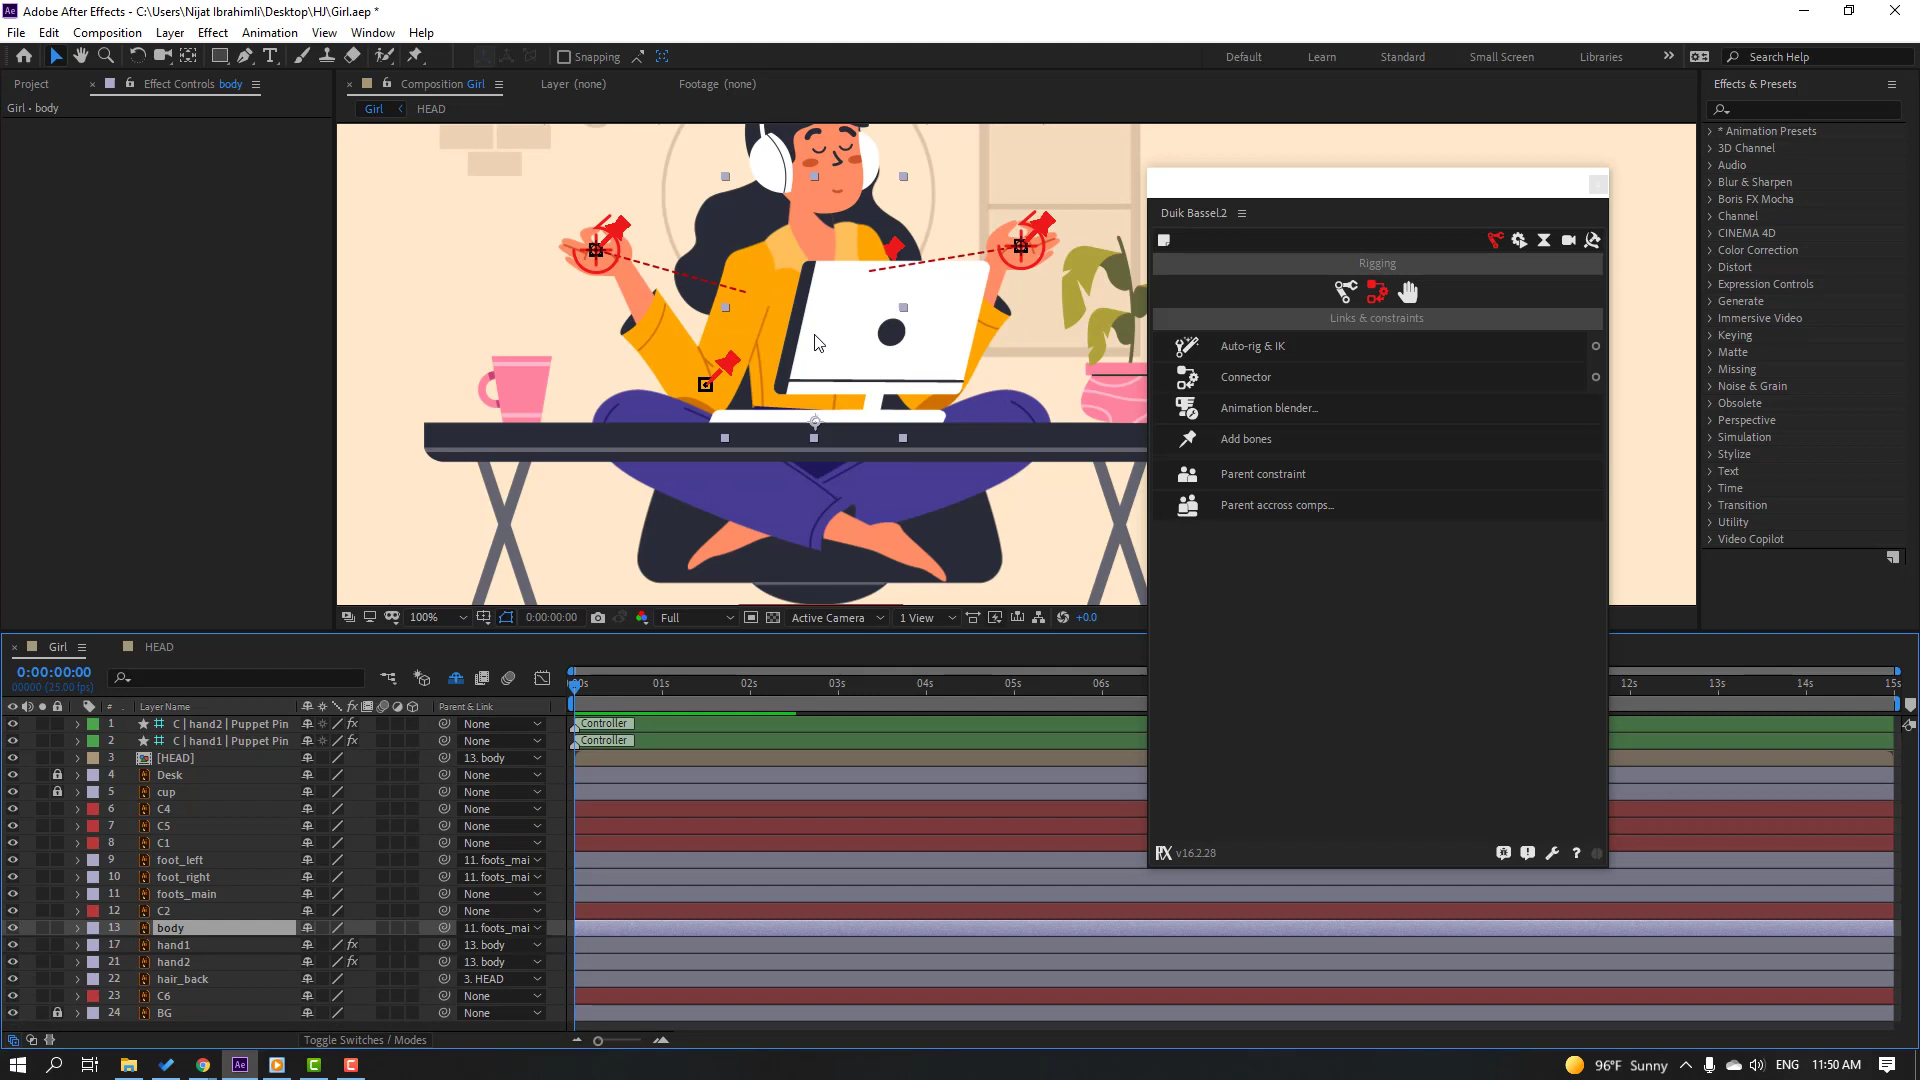 Adobe After Effects - C:\Users\Nijat Ibrahimli\Desktop\HJ\Girl.aep *
File Edit Composition Layer Effect Animation View Window Help
Snapping
Default Learn Standard Small Screen Libraries
Search Help
Project
Effect Controls body
Composition Girl
Layer (none)
Footage (none)
Effects & Presets
Girl • body
Girl HEAD
* Animation Presets
3D Channel
Audio
Blur & Sharpen
Boris FX Mocha
Channel
CINEMA 4D
Color Correction
Distort
Expression Controls
Generate
Immersive Video
Keying
Matte
Missing
Noise & Grain
Obsolete
Perspective
Simulation
Stylize
Text
Time
Transition
Utility
Video Copilot
Duik Bassel.2
Rigging
Links & constraints
Auto-rig & IK
Connector
Animation blender...
Add bones
Parent constraint
Parent accross comps...
v16.2.28
100%
0:00:00:00
Full
Active Camera
1 View
+0.0
Girl
HEAD
0:00:00:00
00000 (25.00 fps)
00s 01s 02s 03s 04s 05s 06s 12s 13s 14s 15s
# Layer Name fx Parent & Link
1 C | hand2 | Puppet Pin fx None Controller
2 C | hand1 | Puppet Pin fx None Controller
3 [HEAD] 13. body
4 Desk None
5 cup None
6 C4 None
7 C5 None
8 C1 None
9 foot_left 11. foots_mai
10 foot_right 11. foots_mai
11 foots_main None
12 C2 None
13 body 11. foots_mai
17 hand1 fx 13. body
21 hand2 fx 13. body
22 hair_back 3. HEAD
23 C6 None
24 BG None
Toggle Switches / Modes
Ae
96°F Sunny
ENG
11:50 AM